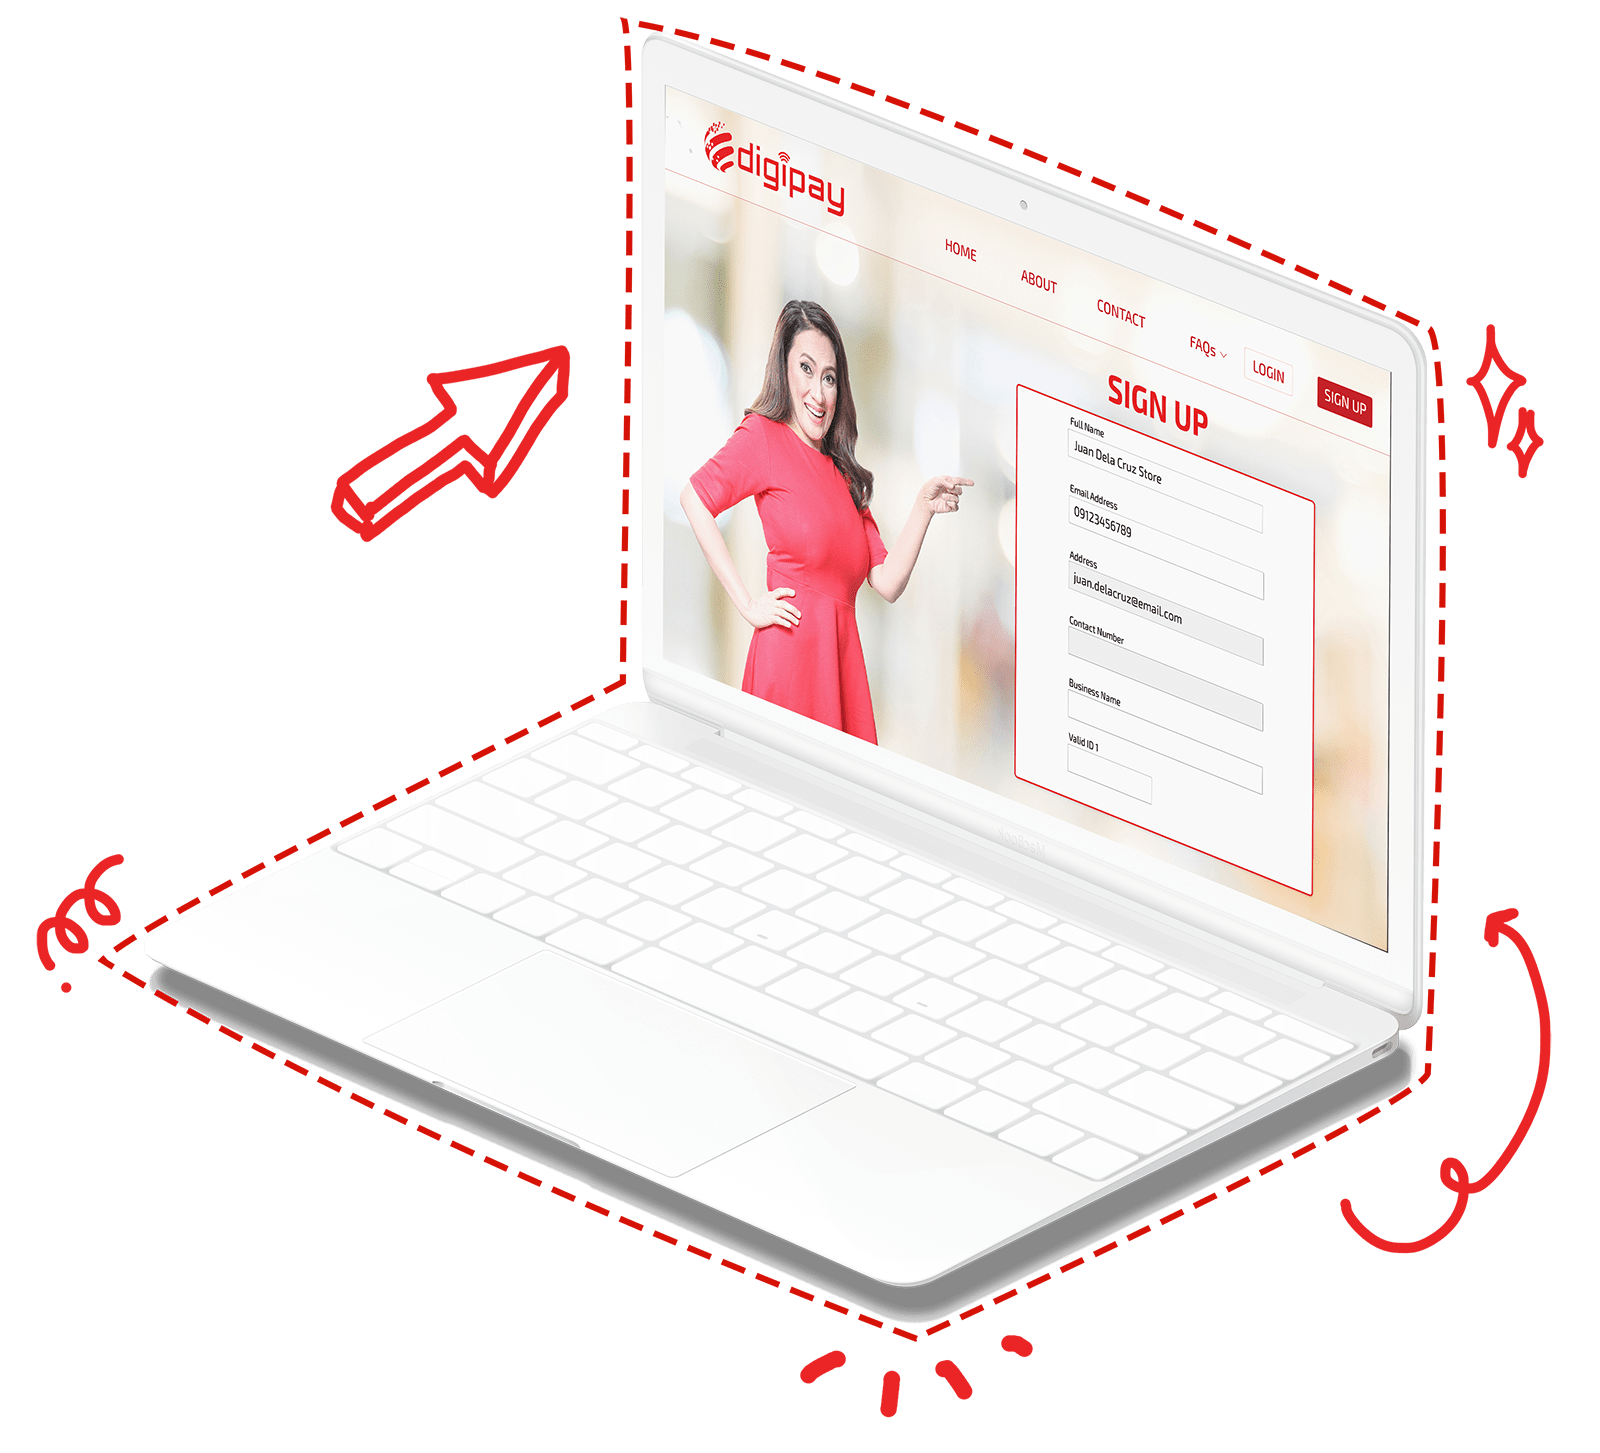 digipay
HOME
ABOUT
CONTACT
FAQs
LOGIN
SIGN UP
SIGN UP
Full Name
Juan Dela Cruz Store
Email Address
09123456789
Address
juan.delacruz@email.com
Contact Number
Business Name
Valid ID 1
MacBook